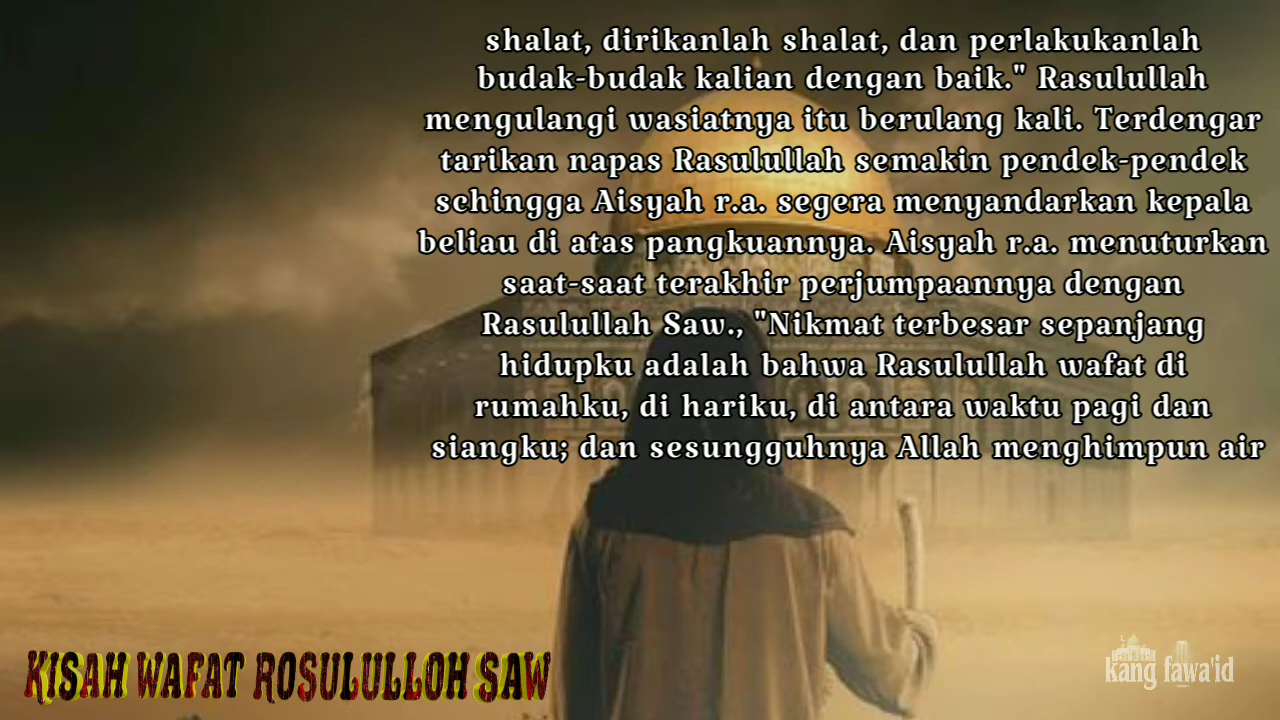 shalat, dirikanlah shalat, dan perlakukanlah
budak-budak kalian dengan baik." Rasulullah
mengulangi wasiatnya itu berulang kali. Terdengar
tarikan napas Rasulullah semakin pendek-pendek
schingga Aisyah r.a. segera menyandarkan kepala
beliau di atas pangkuannya. Aisyah r.a. menuturkan
saat-saat terakhir perjumpaannya dengan
Rasulullah Saw., "Nikmat terbesar sepanjang
hidupku adalah bahwa Rasulullah wafat di
rumahku, di hariku, di antara waktu pagi dan
siangku; dan sesungguhnya Allah menghimpun air
KISAH WAFAT ROSULULLOH SAW
kang fawa'id